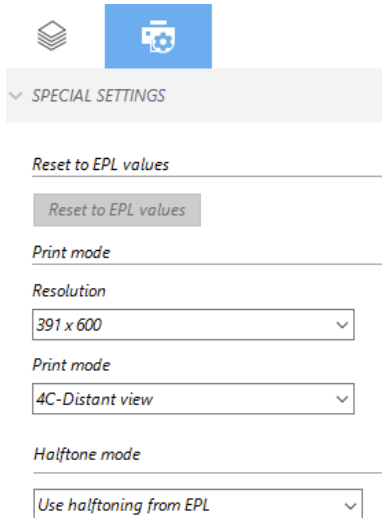 SPECIAL SETTINGS
Reset to EPL values
Reset to EPL values
Print mode
Resolution
391 x 600
Print mode
4C-Distant view
Halftone mode
Use halftoning from EPL